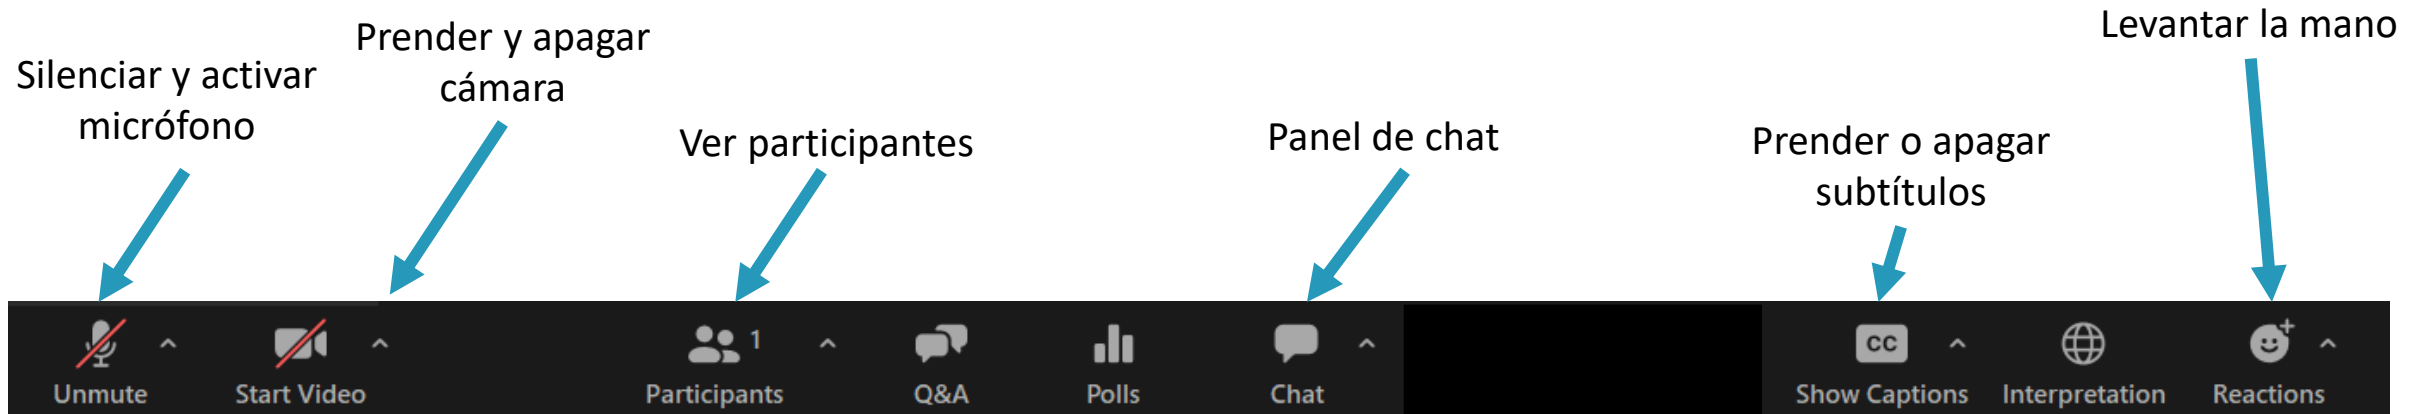 Silenciar y activar
micrófono
Prender y apagar
cámara
Ver participantes
Panel de chat
Prender o apagar
subtítulos
Levantar la mano
Unmute
Start Video
1
Participants
Q&A
Polls
Chat
CC
Show Captions
Interpretation
Reactions